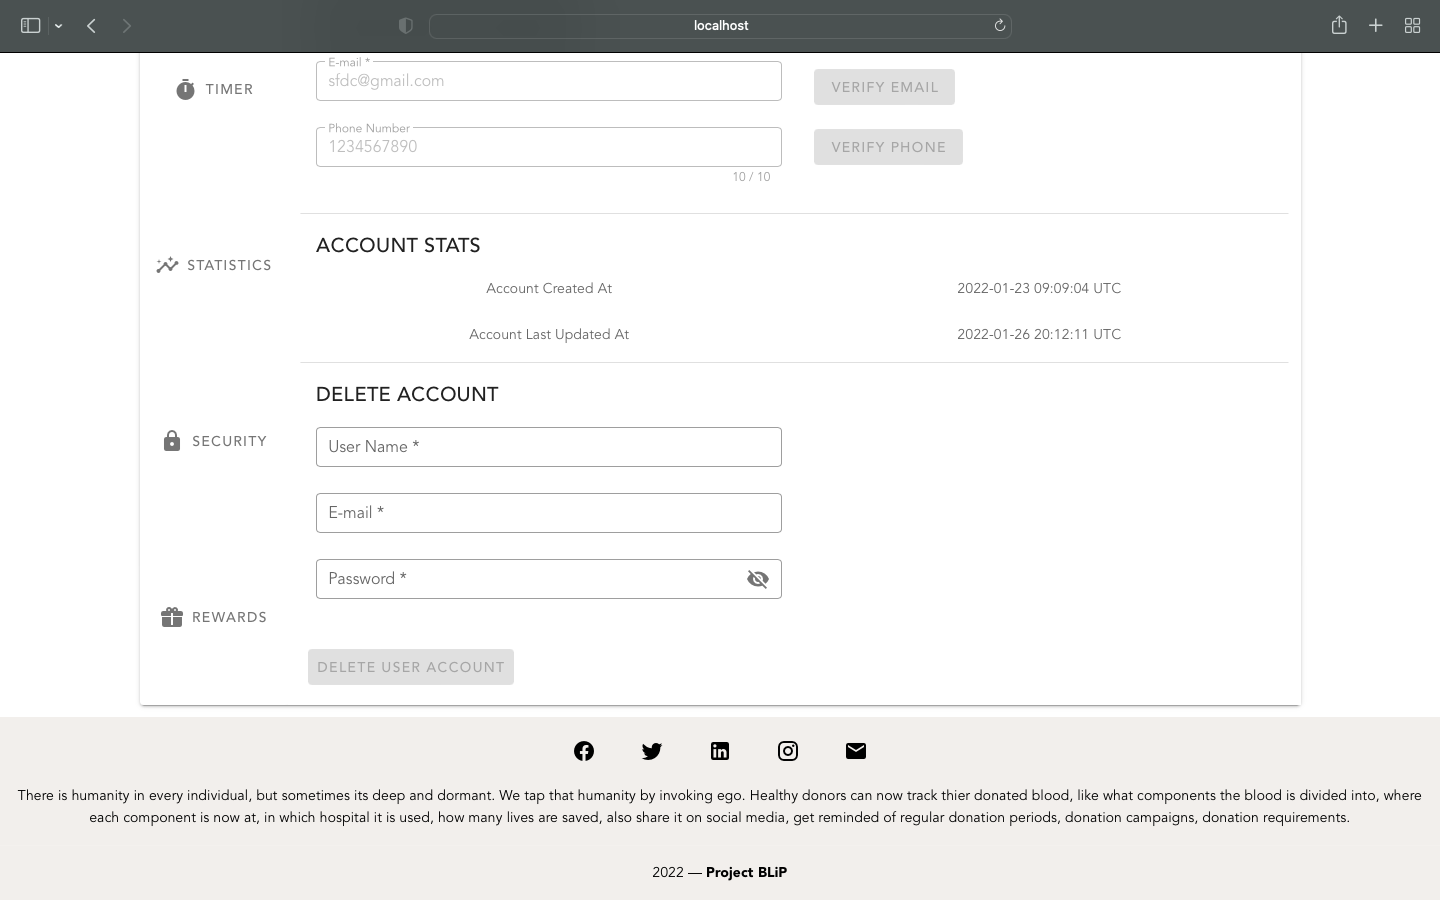 localhost
E-mail *
sfdc@gmail.com
VERIFY EMAIL
TIMER
Phone Number
1234567890
VERIFY PHONE
10 / 10
ACCOUNT STATS
STATISTICS
Account Created At 2022-01-23 09:09:04 UTC
Account Last Updated At 2022-01-26 20:12:11 UTC
DELETE ACCOUNT
SECURITY
User Name *
E-mail *
Password *
REWARDS
DELETE USER ACCOUNT
There is humanity in every individual, but sometimes its deep and dormant. We tap that humanity by invoking ego. Healthy donors can now track thier donated blood, like what components the blood is divided into, where
each component is now at, in which hospital it is used, how many lives are saved, also share it on social media, get reminded of regular donation periods, donation campaigns, donation requirements.
2022 — Project BLiP